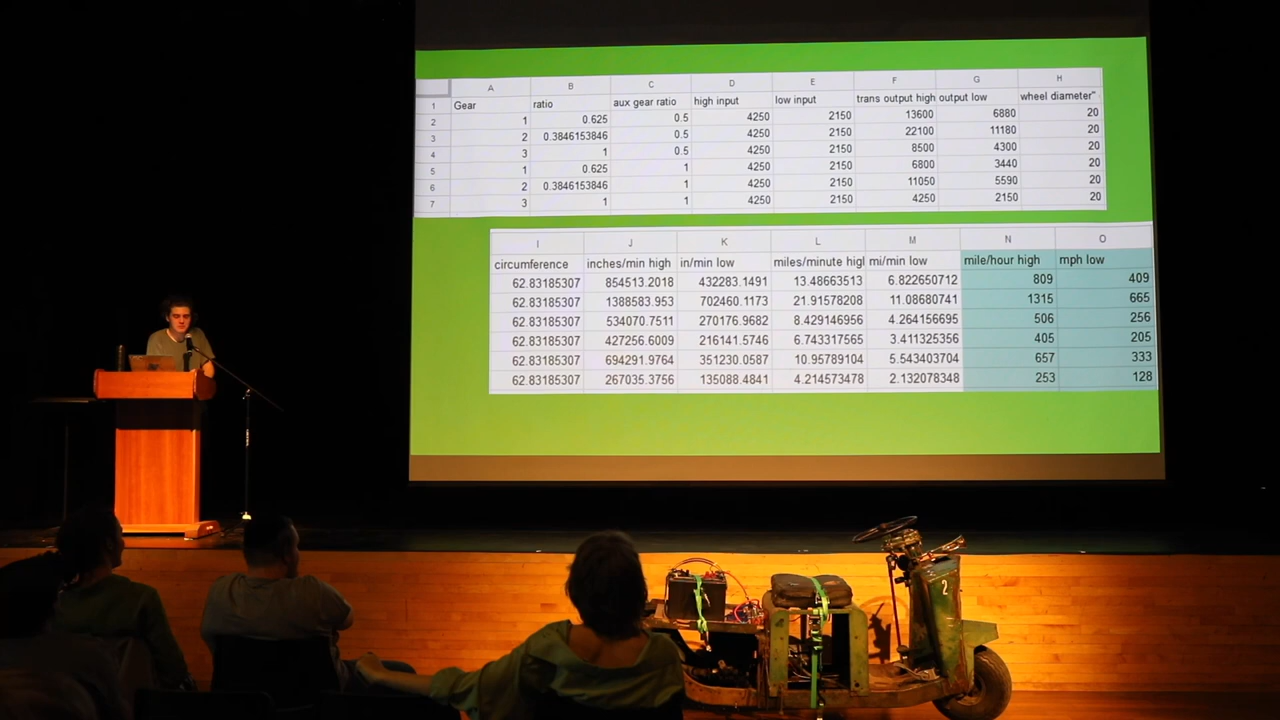 A B C D E F G H
1 Gear ratio aux gear ratio high input low input trans output high output low wheel diameter"
2 1 0.625 0.5 4250 2150 13600 6880 20
3 2 0.3846153846 0.5 4250 2150 22100 11180 20
4 3 1 0.5 4250 2150 8500 4300 20
5 1 0.625 1 4250 2150 6800 3440 20
6 2 0.3846153846 1 4250 2150 11050 5590 20
7 3 1 1 4250 2150 4250 2150 20
I J K L M N O
circumference inches/min high in/min low miles/minute higl mi/min low mile/hour high mph low
62.83185307 854513.2018 432283.1491 13.48663513 6.822650712 809 409
62.83185307 1388583.953 702460.1173 21.91578208 11.08680741 1315 665
62.83185307 534070.7511 270176.9682 8.429146956 4.264156695 506 256
62.83185307 427256.6009 216141.5746 6.743317565 3.411325356 405 205
62.83185307 694291.9764 351230.0587 10.95789104 5.543403704 657 333
62.83185307 267035.3756 135088.4841 4.214573478 2.132078348 253 128
2